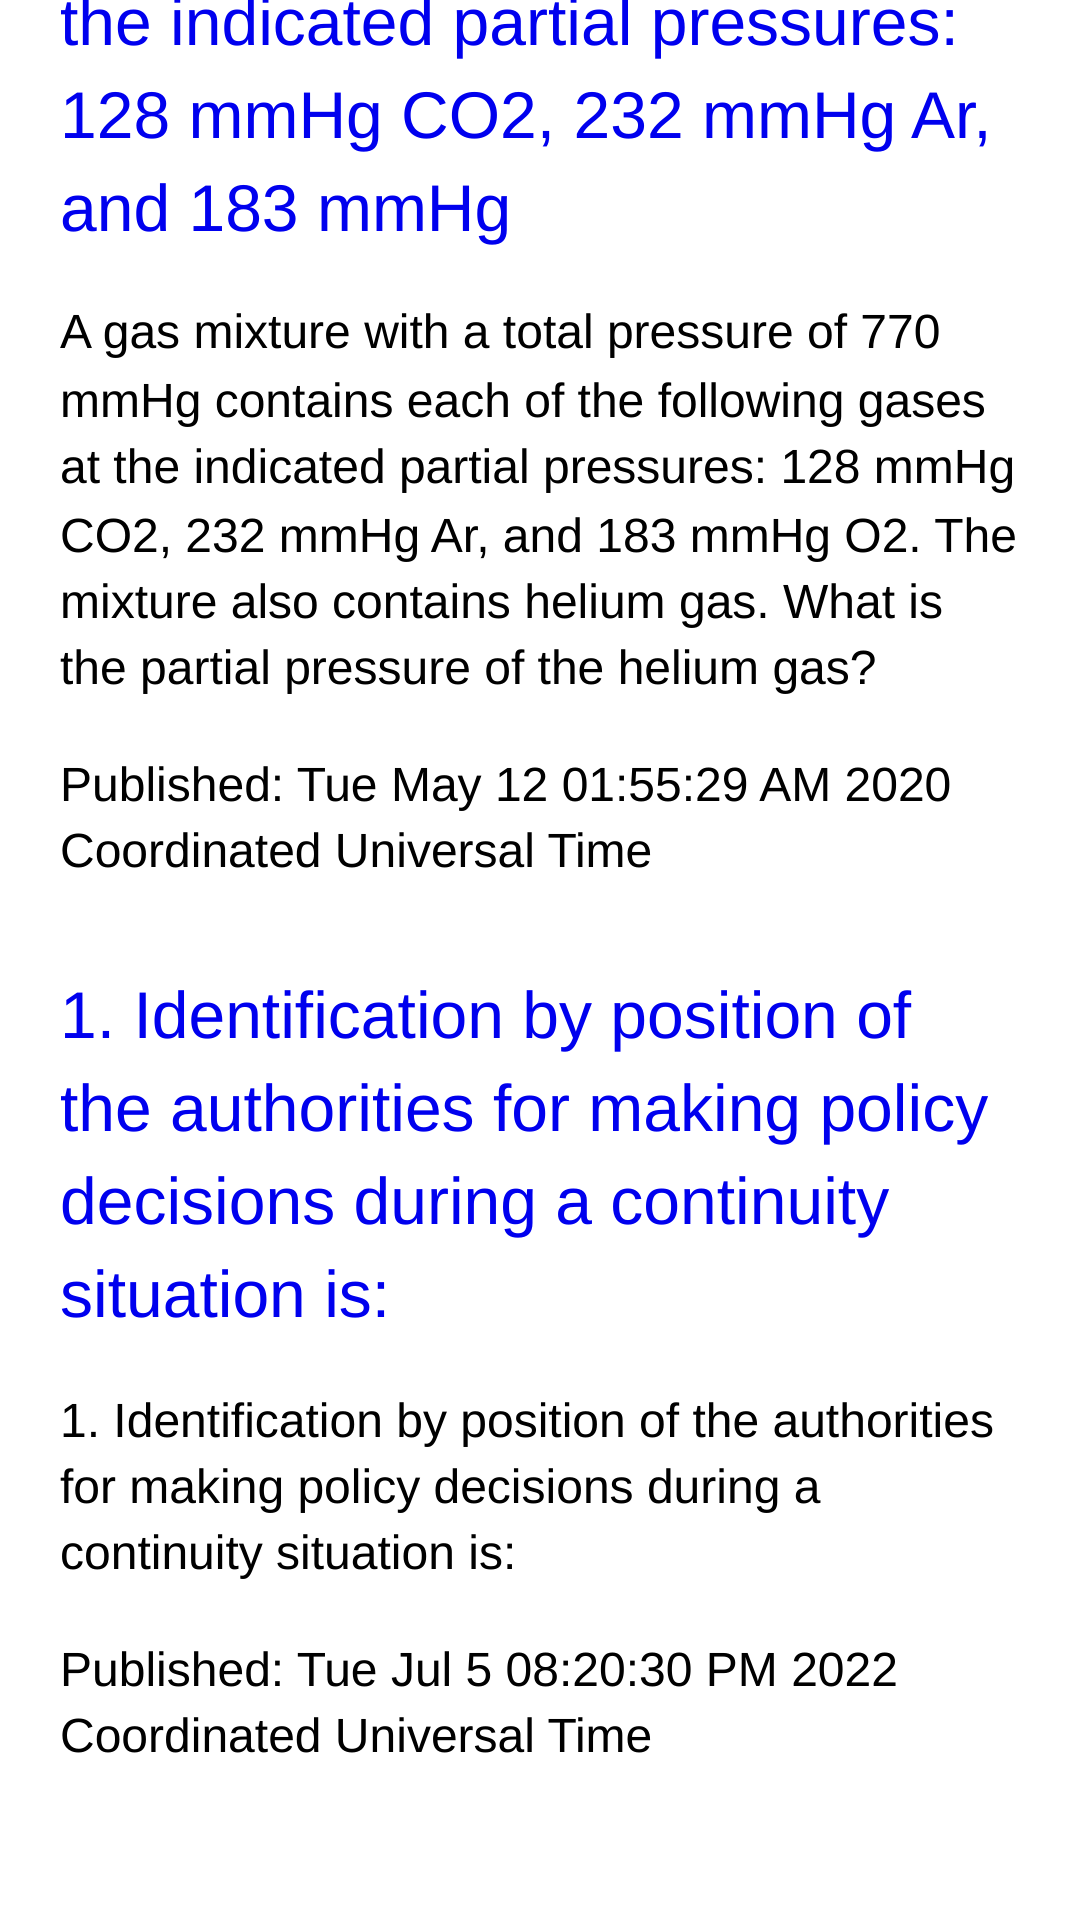 the indicated partial pressures:
128 mmHg CO2, 232 mmHg Ar,
and 183 mmHg
A gas mixture with a total pressure of 770
mmHg contains each of the following gases
at the indicated partial pressures: 128 mmHg
CO2, 232 mmHg Ar, and 183 mmHg O2. The
mixture also contains helium gas. What is
the partial pressure of the helium gas?
Published: Tue May 12 01:55:29 AM 2020
Coordinated Universal Time
1. Identification by position of
the authorities for making policy
decisions during a continuity
situation is:
1. Identification by position of the authorities
for making policy decisions during a
continuity situation is:
Published: Tue Jul 5 08:20:30 PM 2022
Coordinated Universal Time